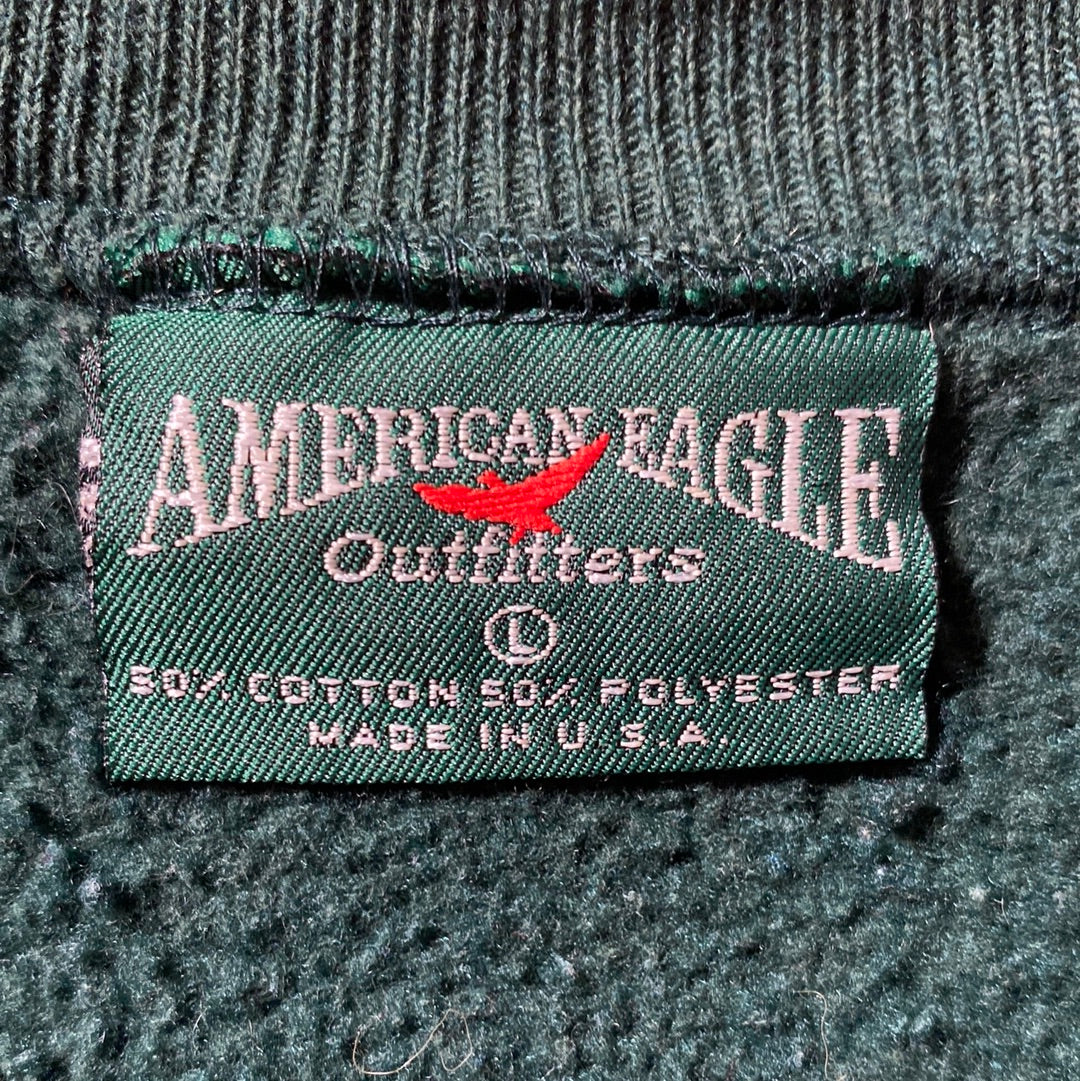 AMERICAN EAGLE
Outfitters
L
50% COTTON 50% POLYESTER
MADE IN U.S.A.